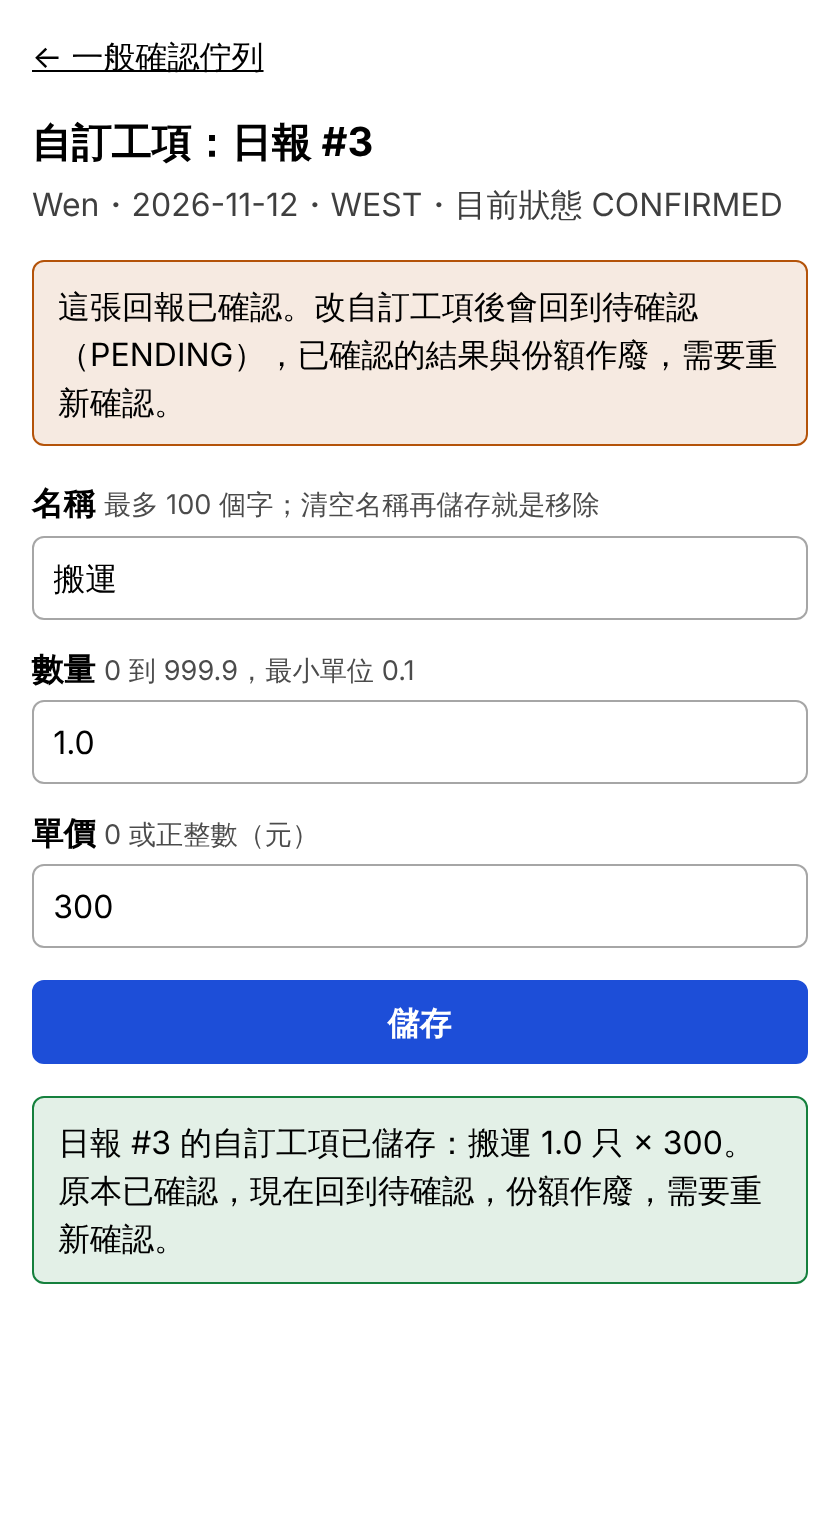 ← 一般確認佇列
自訂工項：日報 #3
Wen・2026-11-12・WEST・目前狀態 CONFIRMED
這張回報已確認。改自訂工項後會回到待確認
（PENDING），已確認的結果與份額作廢，需要重
新確認。
名稱 最多 100 個字；清空名稱再儲存就是移除
搬運
數量 0 到 999.9，最小單位 0.1
1.0
單價 0 或正整數（元）
300
儲存
日報 #3 的自訂工項已儲存：搬運 1.0 只 × 300。
原本已確認，現在回到待確認，份額作廢，需要重
新確認。